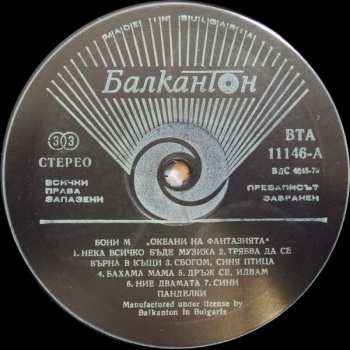 MADE IN BULGARIA
Балкантон
33
СТЕРЕО
ВСИЧКИ
ПРАВА
ЗАПАЗЕНИ
ВТА
11146-А
БДС
ПРЕЗАПИСЪТ
ЗАБРАНЕН
БОНИ М „ОКЕАНИ НА ФАНТАЗИЯТА"
1. НЕКА ВСИЧКО БЪДЕ МУЗИКА 2. ТРЯБВА ДА СЕ
ВЪРНА В КЪЩИ 3. СБОГОМ, СИНЯ ПТИЦА
4. БАХАМА МАМА 5. ДРЪЖ СЕ, ИДВАМ
6. НИЕ ДВАМАТА 7. СИНИ
ПАНДЕЛКИ
Manufactured under license by
Balkanton in Bulgaria